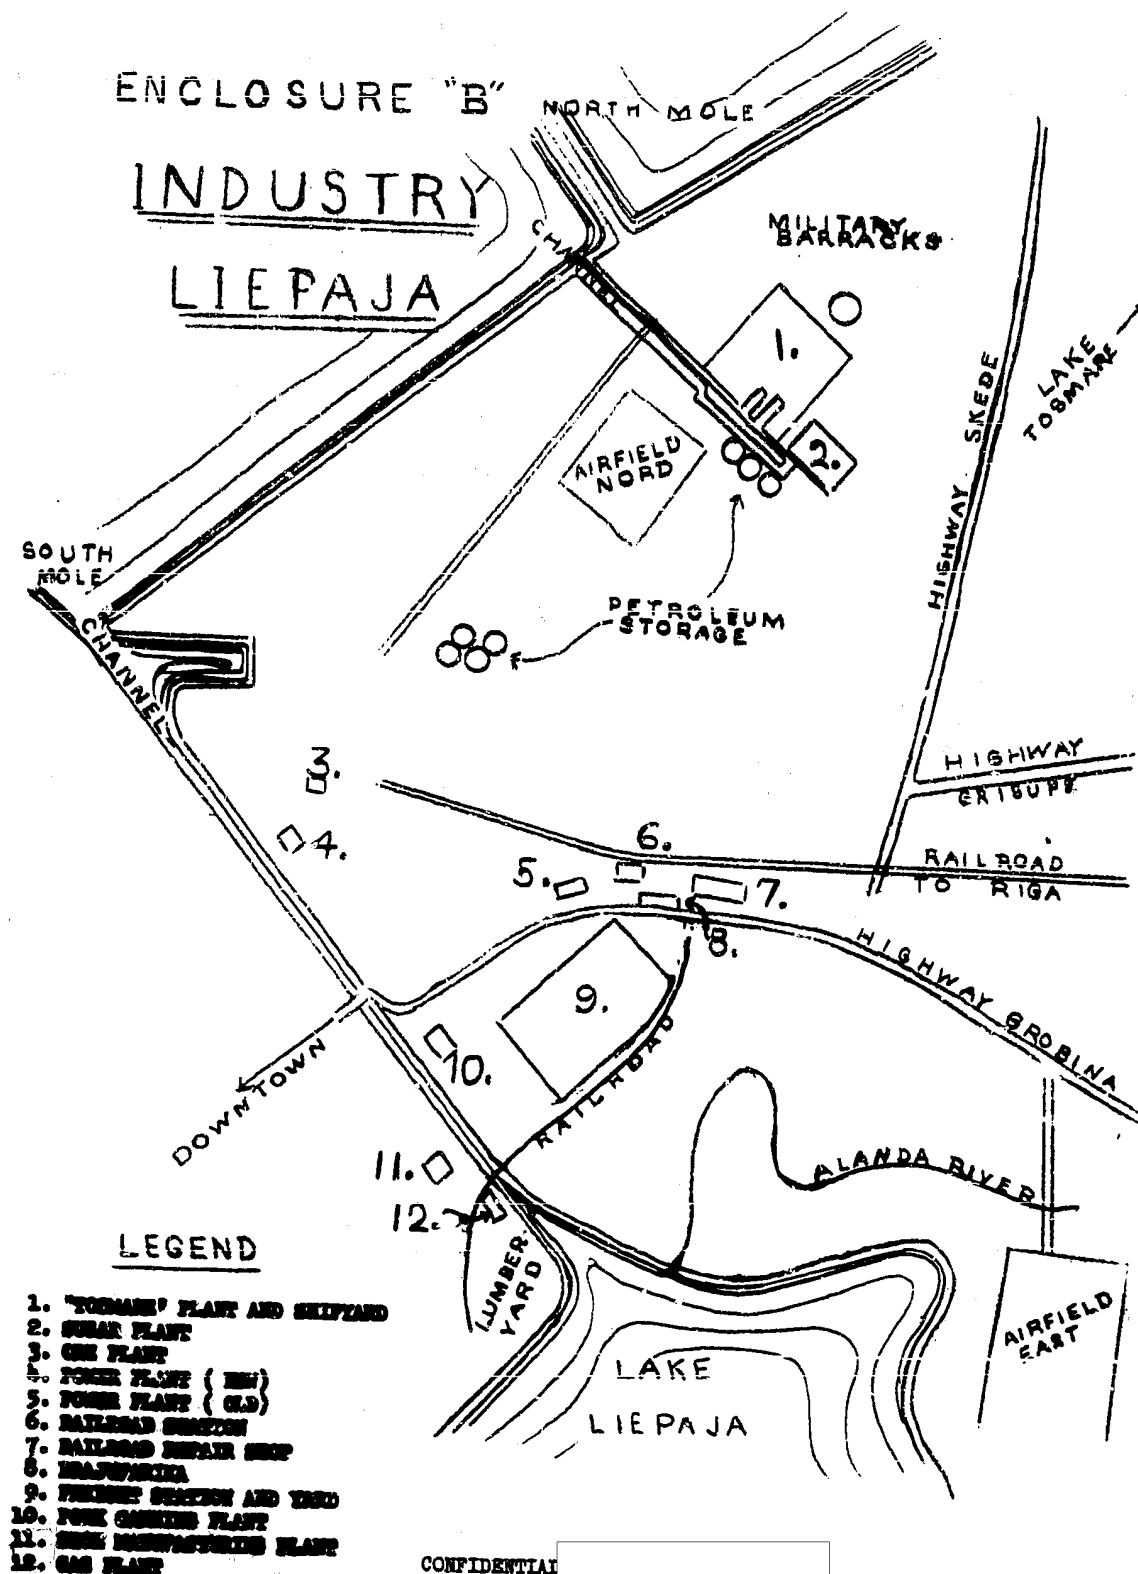 ENCLOSURE "B"
NORTH MOLE
INDUSTRY
LIEPAJA
MILITARY
BARRACKS
1.
2.
AIRFIELD
NORD
HIGHWAY SKEDE
LAKE
TOSMARE
SOUTH
MOLE
CHANNEL
PETROLEUM
STORAGE
HIGHWAY
3.
4.
5.
6.
7.
8.
RAILROAD
TO RIGA
HIGHWAY GROBINA
9.
10.
RAILROAD
DOWNTOWN
11.
12.
ALANDA RIVER
LUMBER
YARD
AIRFIELD
EAST
LAKE
LIEPAJA
LEGEND
1. PLANT AND SHIPYARD
2. SUGAR PLANT
3. PLANT
4. POWER PLANT (NEW)
5. POWER PLANT (OLD)
6. RAILROAD STATION
7. RAILROAD REPAIR SHOP
8.
9. FREIGHT STATION AND YARD
10. PORK CANNING PLANT
11. MANUFACTURING PLANT
12. GAS PLANT
CONFIDENTIAL